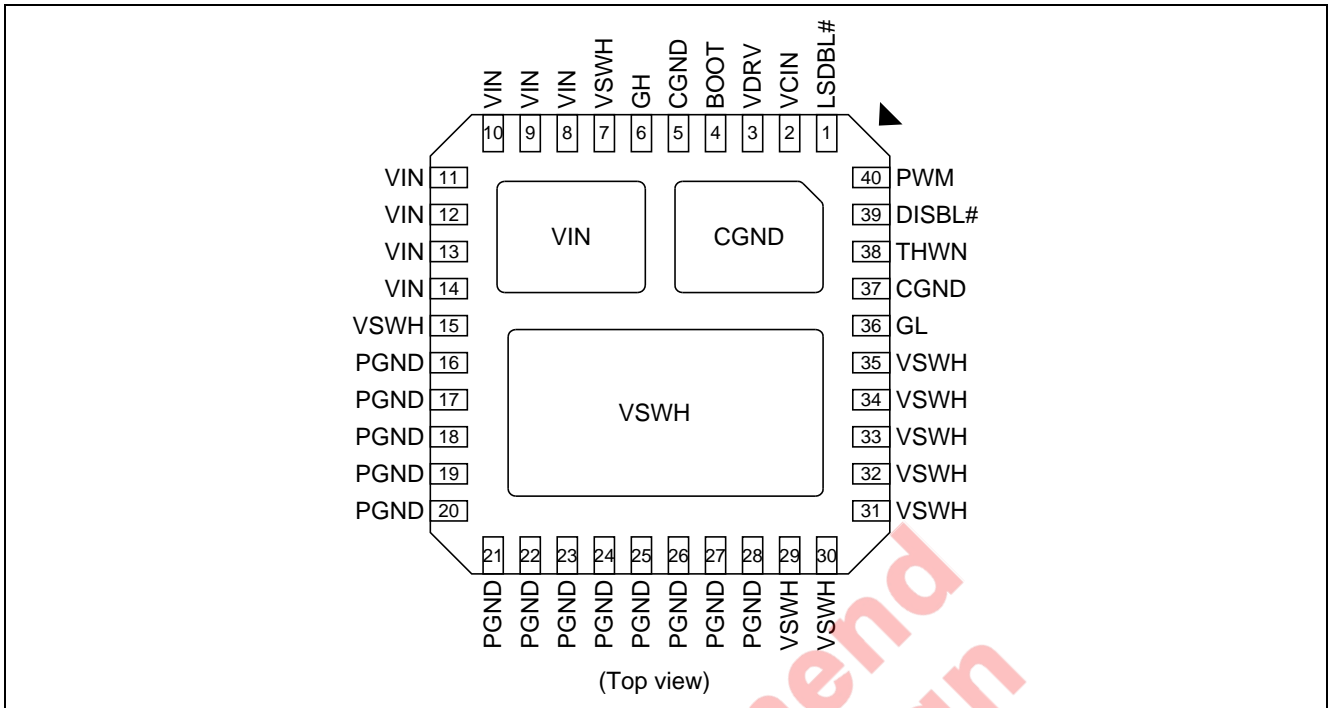 VIN
VIN
VIN
VSWH
GH
CGND
BOOT
VDRV
VCIN
LSDBL#
10
9
8
7
6
5
4
3
2
1
VIN 11
VIN 12
VIN 13
VIN 14
VSWH 15
PGND 16
PGND 17
PGND 18
PGND 19
PGND 20
VIN
CGND
VSWH
40 PWM
39 DISBL#
38 THWN
37 CGND
36 GL
35 VSWH
34 VSWH
33 VSWH
32 VSWH
31 VSWH
21
22
23
24
25
26
27
28
29
30
PGND
PGND
PGND
PGND
PGND
PGND
PGND
PGND
VSWH
VSWH
(Top view)